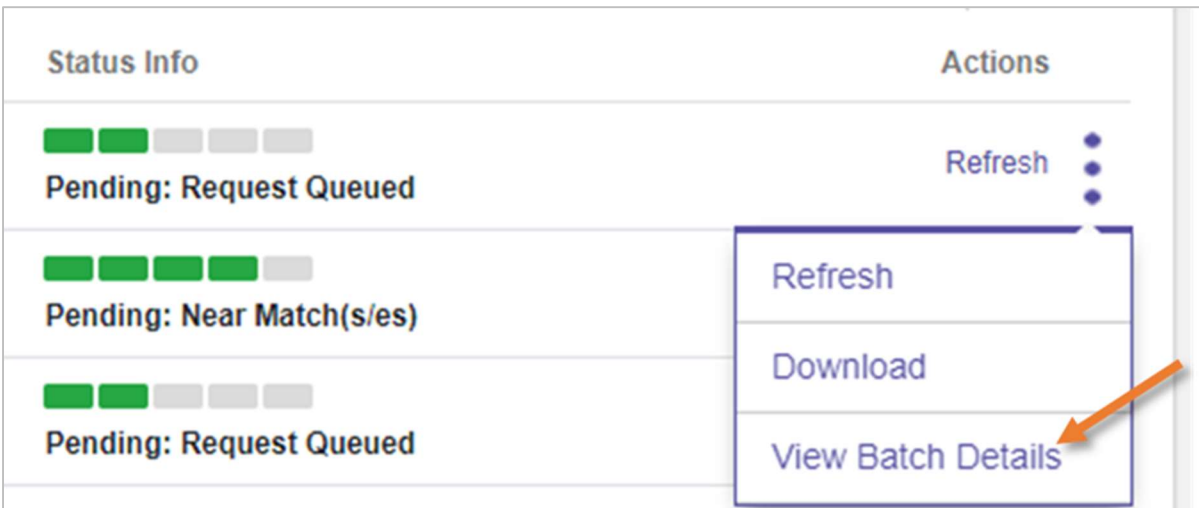 Status Info
Actions
Pending: Request Queued
Refresh
Pending: Near Match(s/es)
Pending: Request Queued
Refresh
Download
View Batch Details